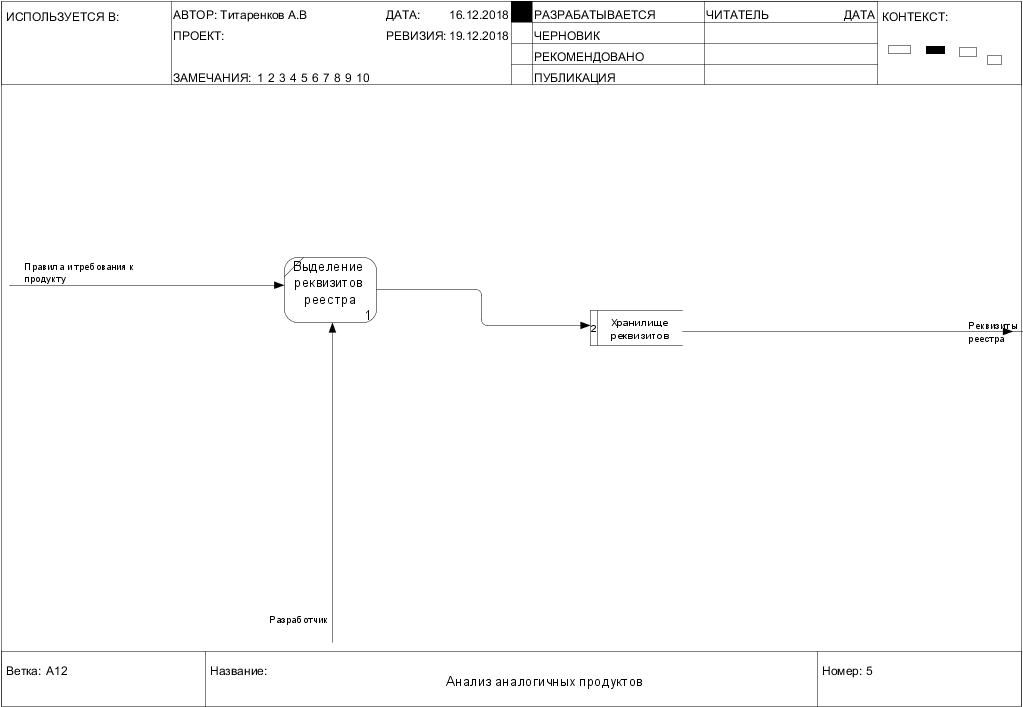 ИСПОЛЬЗУЕТСЯ В:
АВТОР: Титаренков А.В
ДАТА: 16.12.2018
РАЗРАБАТЫВАЕТСЯ
ЧИТАТЕЛЬ
ДАТА
КОНТЕКСТ:
ПРОЕКТ:
РЕВИЗИЯ: 19.12.2018
ЧЕРНОВИК
РЕКОМЕНДОВАНО
ЗАМЕЧАНИЯ: 1 2 3 4 5 6 7 8 9 10
ПУБЛИКАЦИЯ
Правила и требования к
продукту
Выделение
реквизитов
реестра
1
2
Хранилище
реквизитов
Реквизиты
реестра
Разработчик
Ветка: A12
Название:
Анализ аналогичных продуктов
Номер: 5